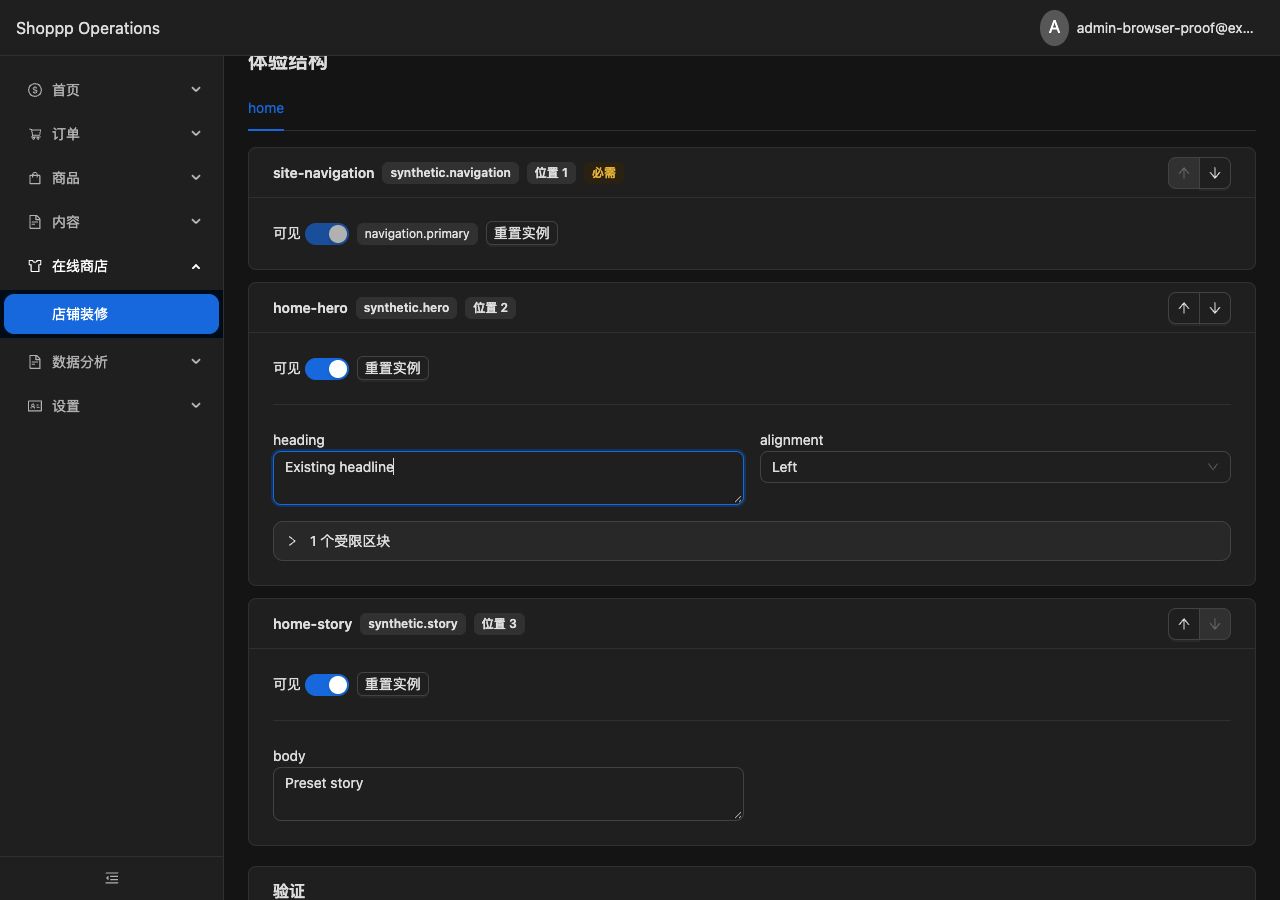 Shoppp Operations
A
admin-browser-proof@ex...
首页
订单
商品
内容
在线商店
店铺装修
数据分析
设置
体验结构
home
site-navigation synthetic.navigation 位置 1 必需
可见 navigation.primary 重置实例
home-hero synthetic.hero 位置 2
可见 重置实例
heading alignment
Existing headline Left
1 个受限区块
home-story synthetic.story 位置 3
可见 重置实例
body
Preset story
验证